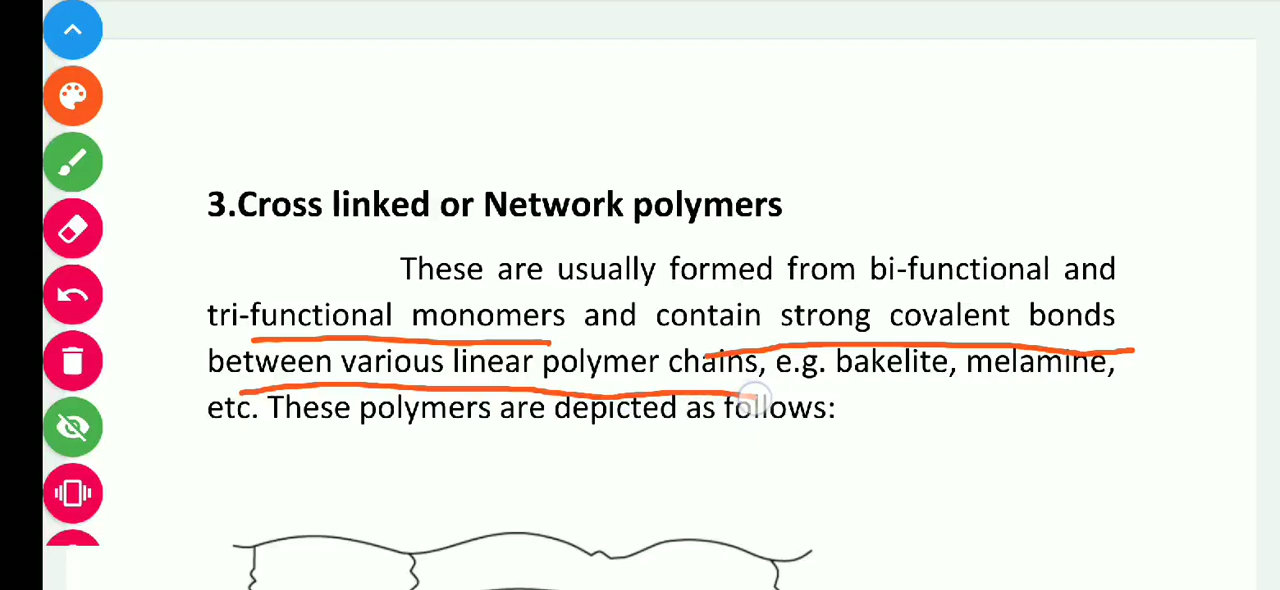 3.Cross linked or Network polymers
These are usually formed from bi-functional and
tri-functional monomers and contain strong covalent bonds
between various linear polymer chains, e.g. bakelite, melamine,
etc. These polymers are depicted as follows: